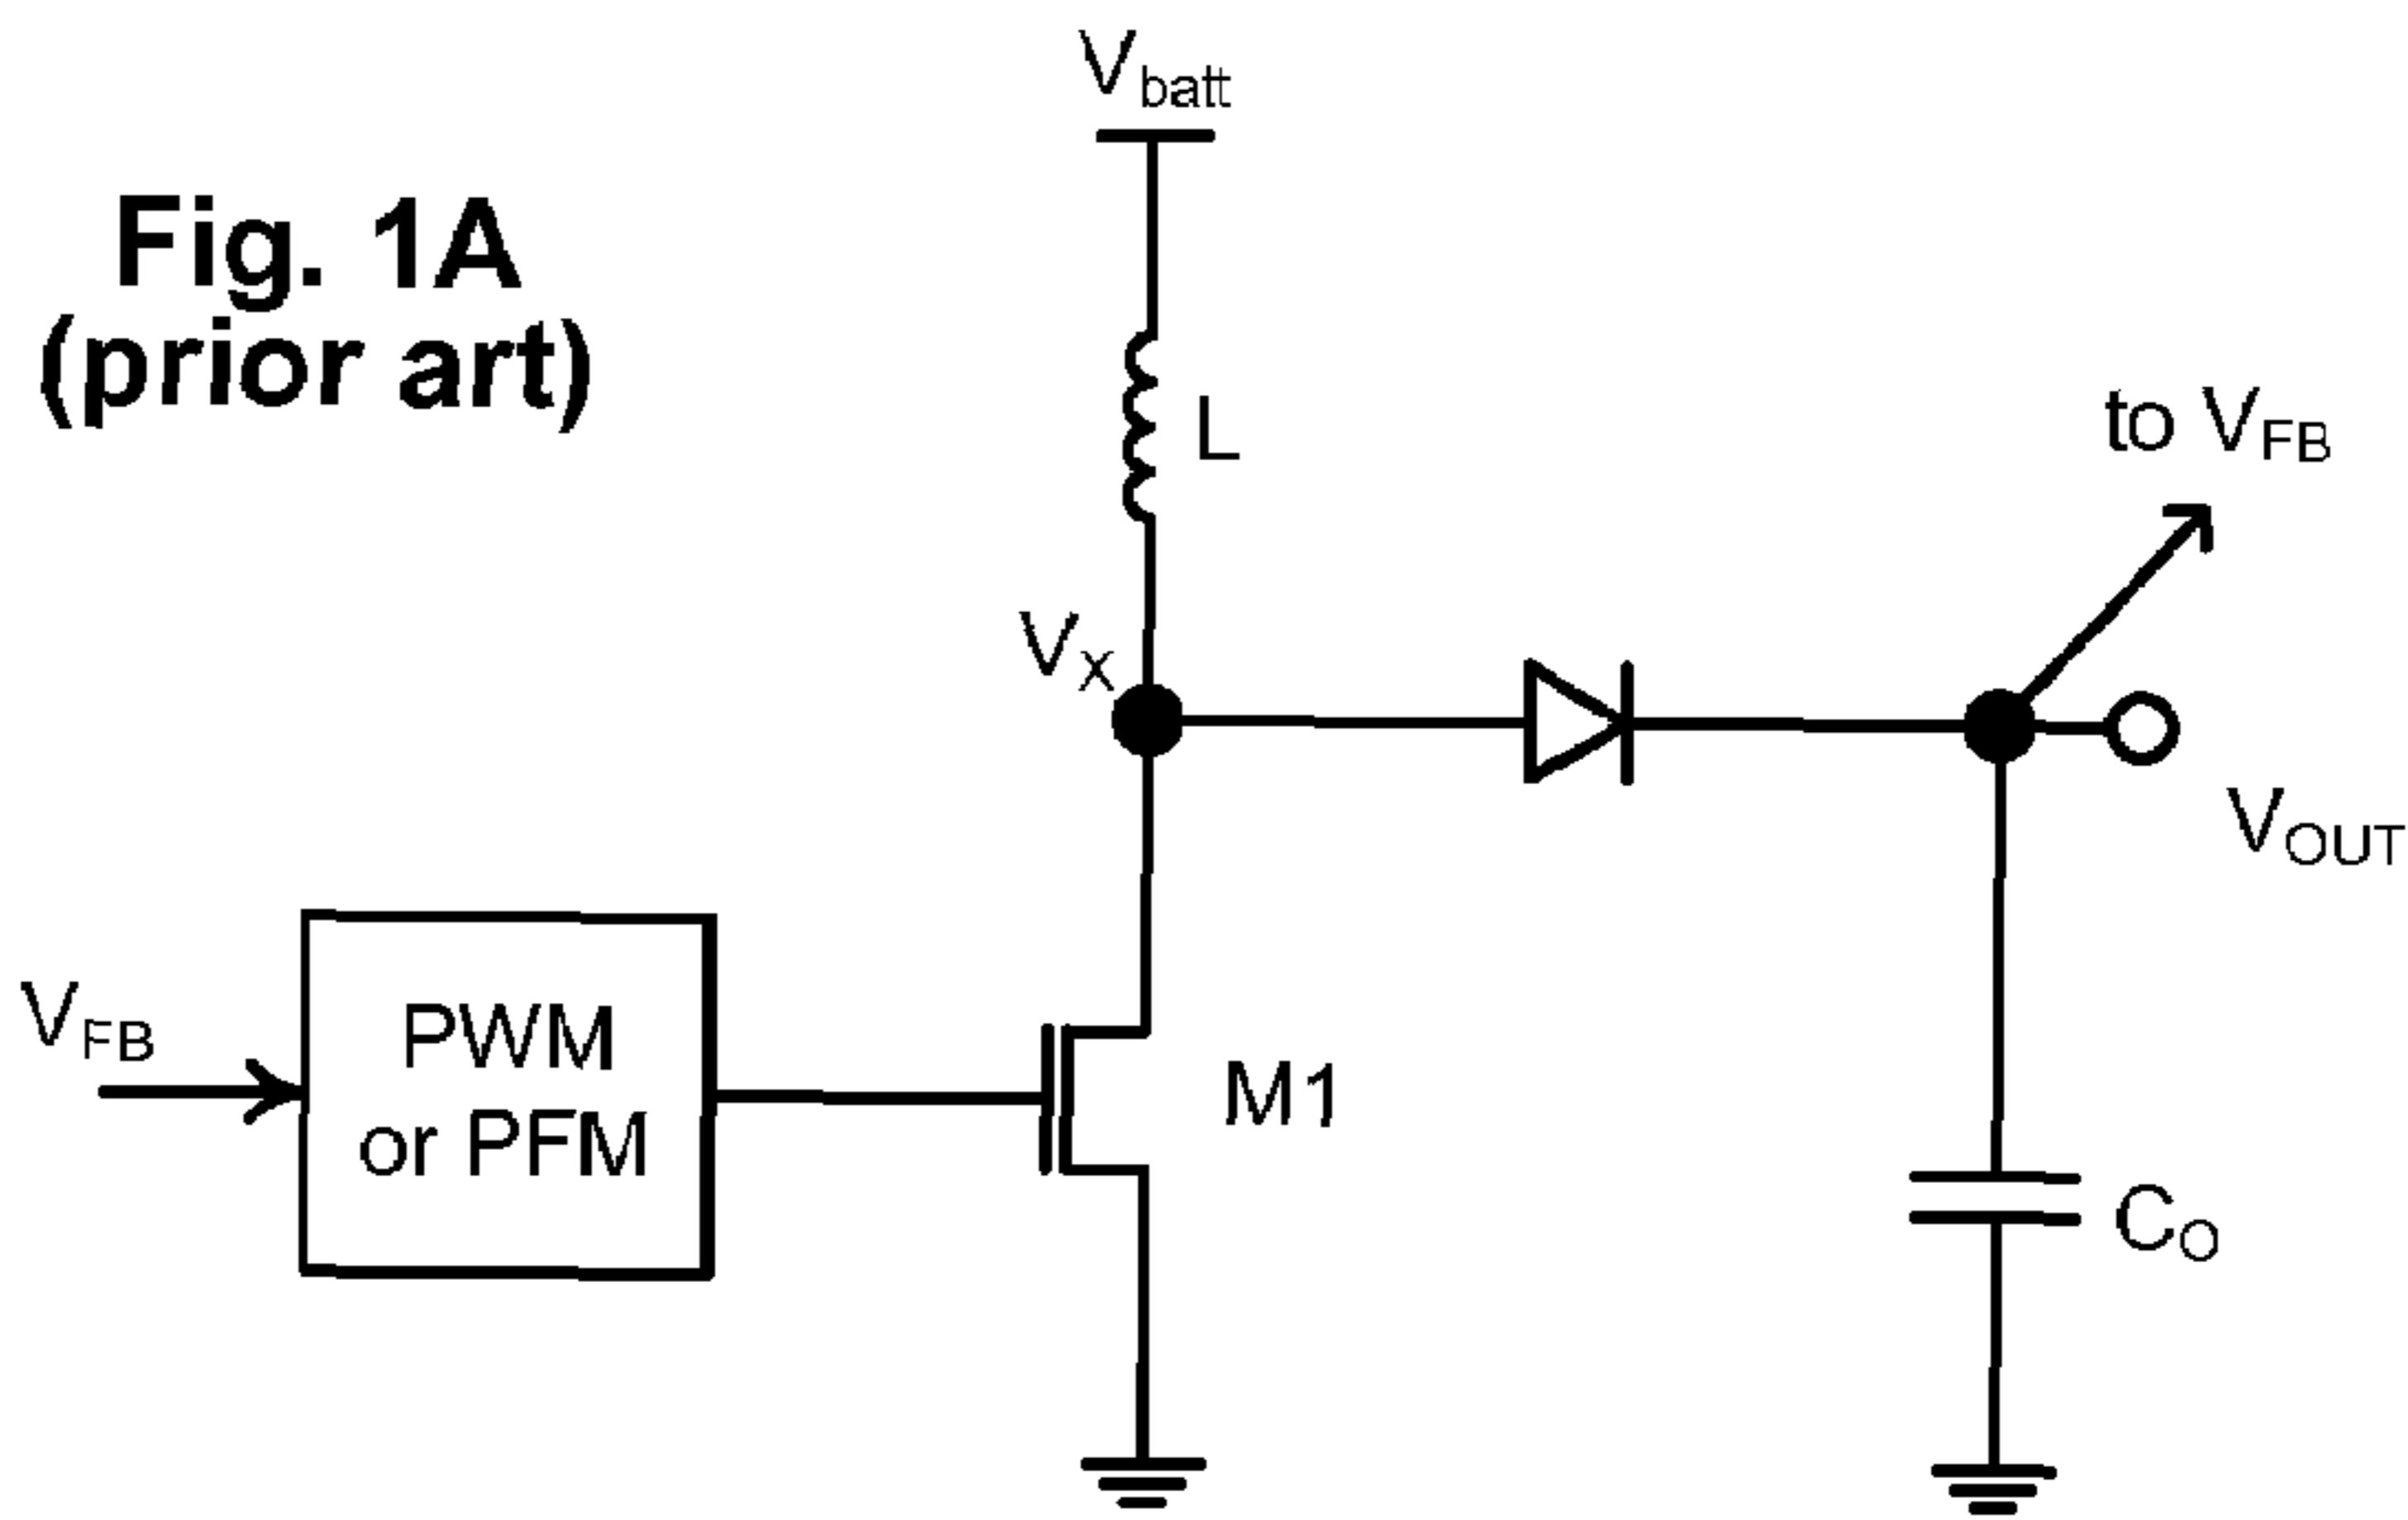 Fig. 1A
(prior art)
Vbatt
L
to VFB
VX
VOUT
VFB
PWM
or PFM
M1
CO